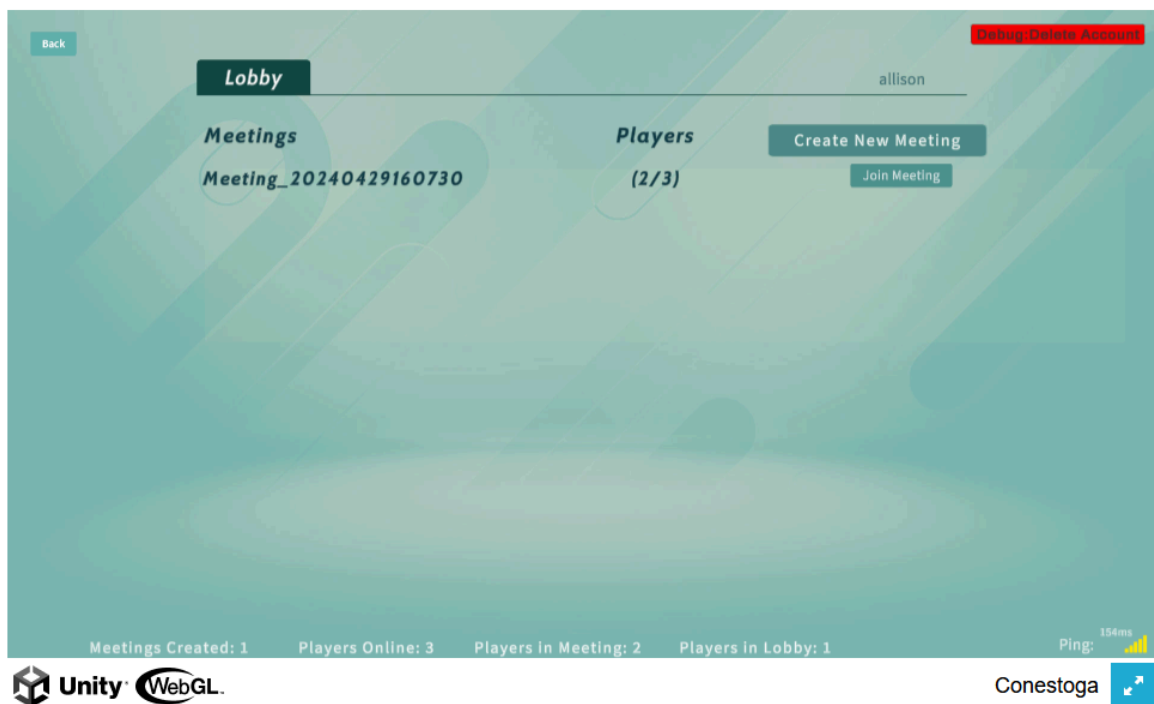 Back
Debug:Delete Account
Lobby
allison
Meetings
Players
Create New Meeting
Meeting_20240429160730
(2/3)
Join Meeting
Meetings Created: 1
Players Online: 3
Players in Meeting: 2
Players in Lobby: 1
Ping:
154ms
Unity
WebGL.
Conestoga